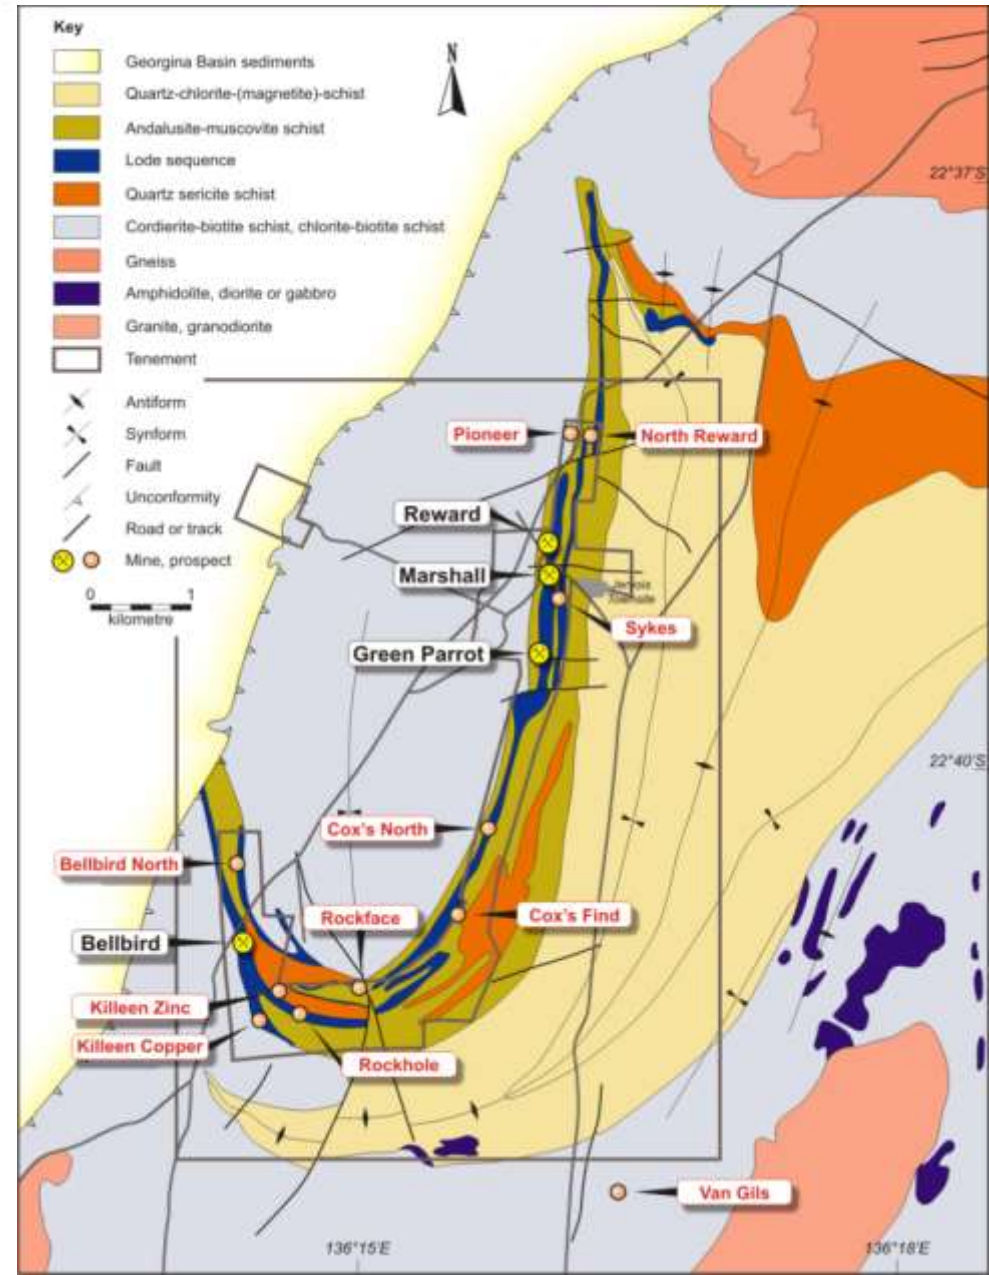 Key
Georgina Basin sediments
Quartz-chlorite-(magnetite)-schist
Andalusite-muscovite schist
Lode sequence
Quartz sericite schist
Cordierite-biotite schist, chlorite-biotite schist
Gneiss
Amphidolite, diorite or gabbro
Granite, granodiorite
Tenement
Antiform
Synform
Fault
Unconformity
Road or track
Mine, prospect
0 1
kilometre
N
22°37'S
Pioneer
North Reward
Reward
Marshall
Sykes
Green Parrot
22°40'S
Cox's North
Bellbird North
Rockface
Cox's Find
Bellbird
Killeen Zinc
Killeen Copper
Rockhole
Van Gils
136°15'E
136°18'E